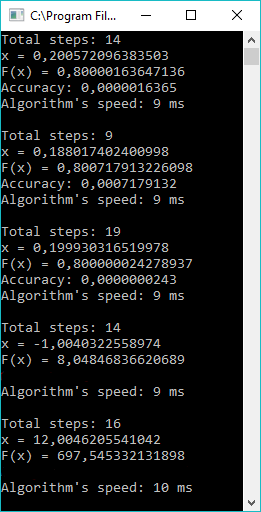 C:\Program Fil...
Total steps: 14
x = 0,200572096383503
F(x) = 0,80000163647136
Accuracy: 0,0000016365
Algorithm's speed: 9 ms
Total steps: 9
x = 0,188017402400998
F(x) = 0,800717913226098
Accuracy: 0,0007179132
Algorithm's speed: 9 ms
Total steps: 19
x = 0,199930316519978
F(x) = 0,800000024278937
Accuracy: 0,0000000243
Algorithm's speed: 9 ms
Total steps: 14
x = -1,0040322558974
F(x) = 8,04846836620689
Algorithm's speed: 9 ms
Total steps: 16
x = 12,0046205541042
F(x) = 697,545332131898
Algorithm's speed: 10 ms